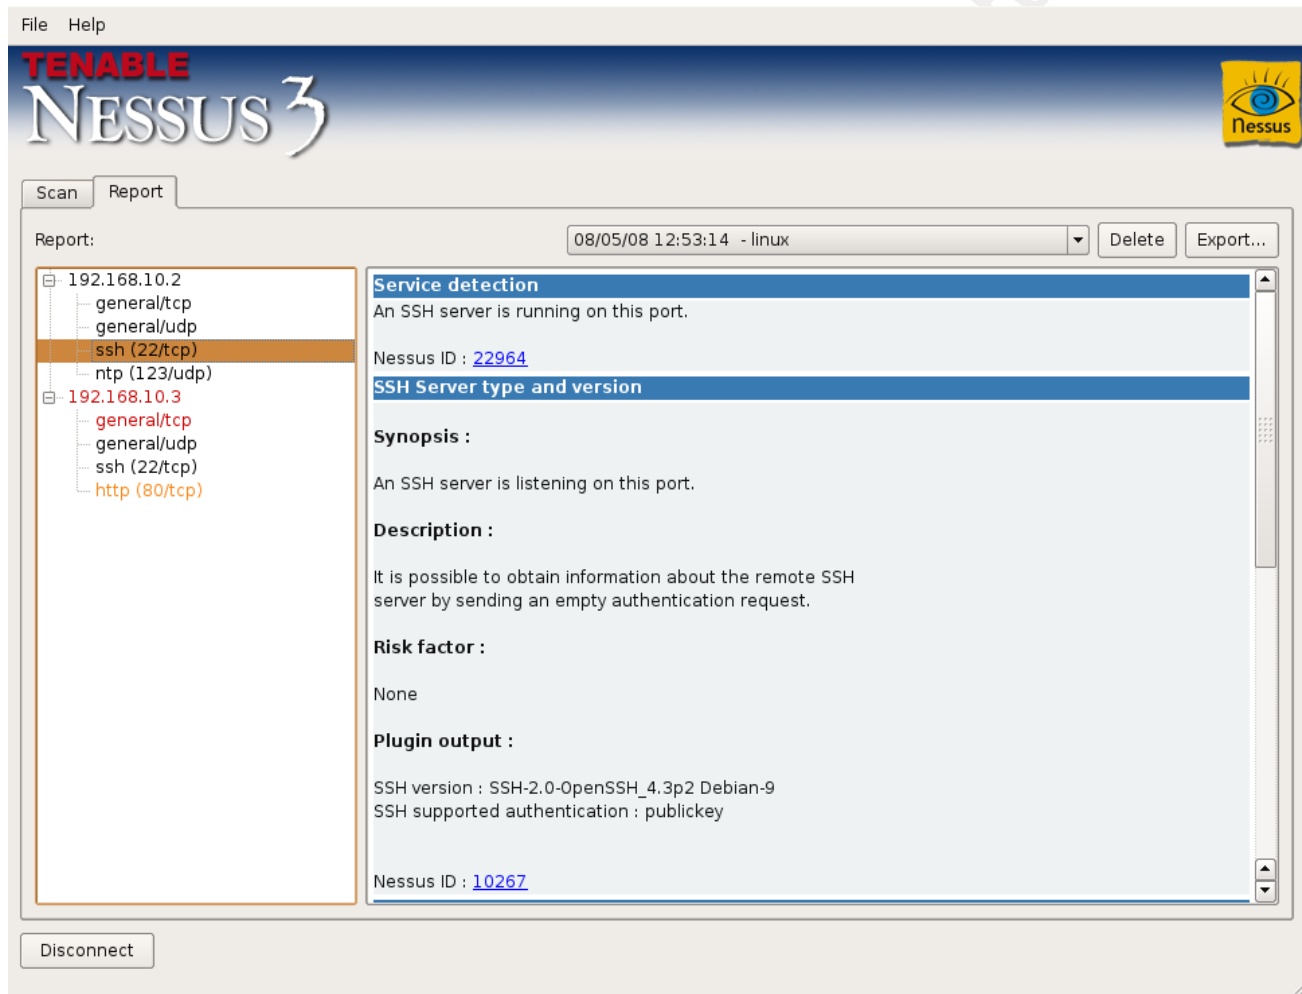 File Help
TENABLE
NESSUS 3
Nessus
Scan Report
Report: 08/05/08 12:53:14 - linux Delete Export...
192.168.10.2
general/tcp
general/udp
ssh (22/tcp)
ntp (123/udp)
192.168.10.3
general/tcp
general/udp
ssh (22/tcp)
http (80/tcp)
Service detection
An SSH server is running on this port.
Nessus ID : 22964
SSH Server type and version
Synopsis :
An SSH server is listening on this port.
Description :
It is possible to obtain information about the remote SSH
server by sending an empty authentication request.
Risk factor :
None
Plugin output :
SSH version : SSH-2.0-OpenSSH_4.3p2 Debian-9
SSH supported authentication : publickey
Nessus ID : 10267
Disconnect